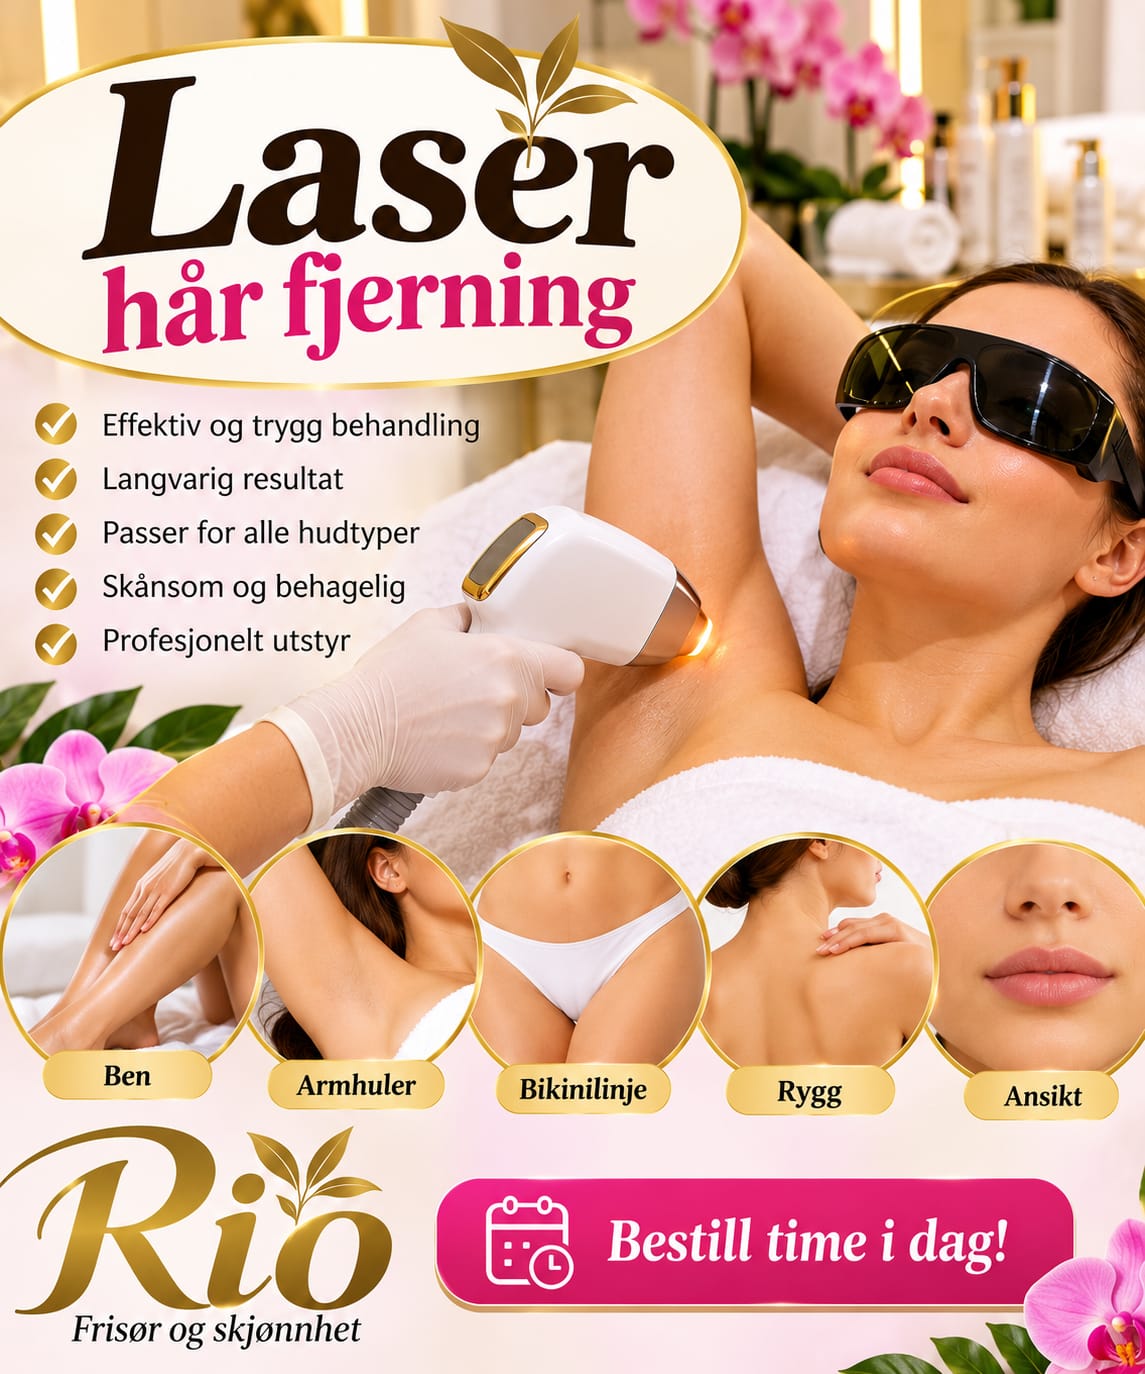 Laser
hår fjerning
Effektiv og trygg behandling
Langvarig resultat
Passer for alle hudtyper
Skånsom og behagelig
Profesjonelt utstyr
Ben
Armhuler
Bikinilinje
Rygg
Ansikt
Rio
Frisør og skjønnhet
Bestill time i dag!